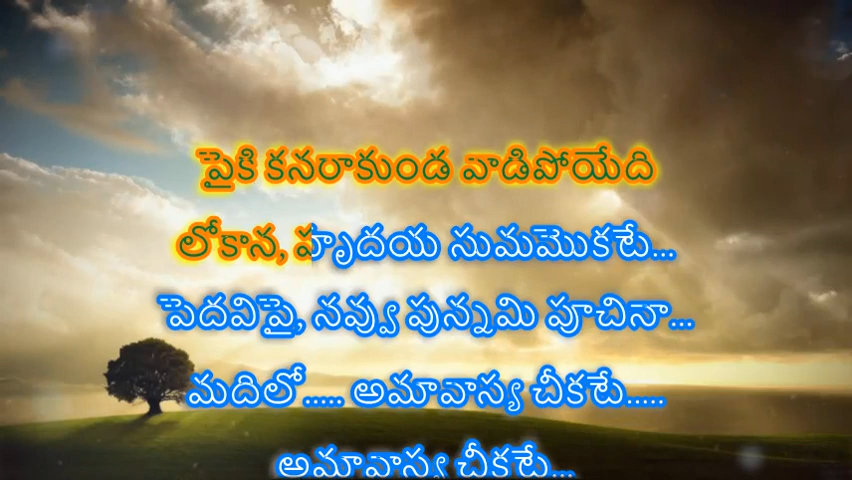 పైకి కనరాకుండ వాడిపోయేది
లోకాన, హృదయ సుమమొకటే...
పెదవిపై, నవ్వు పున్నమి పూచినా...
మదిలో..... అమావాస్య చీకటే.....
అమావాస్య చీకటే...